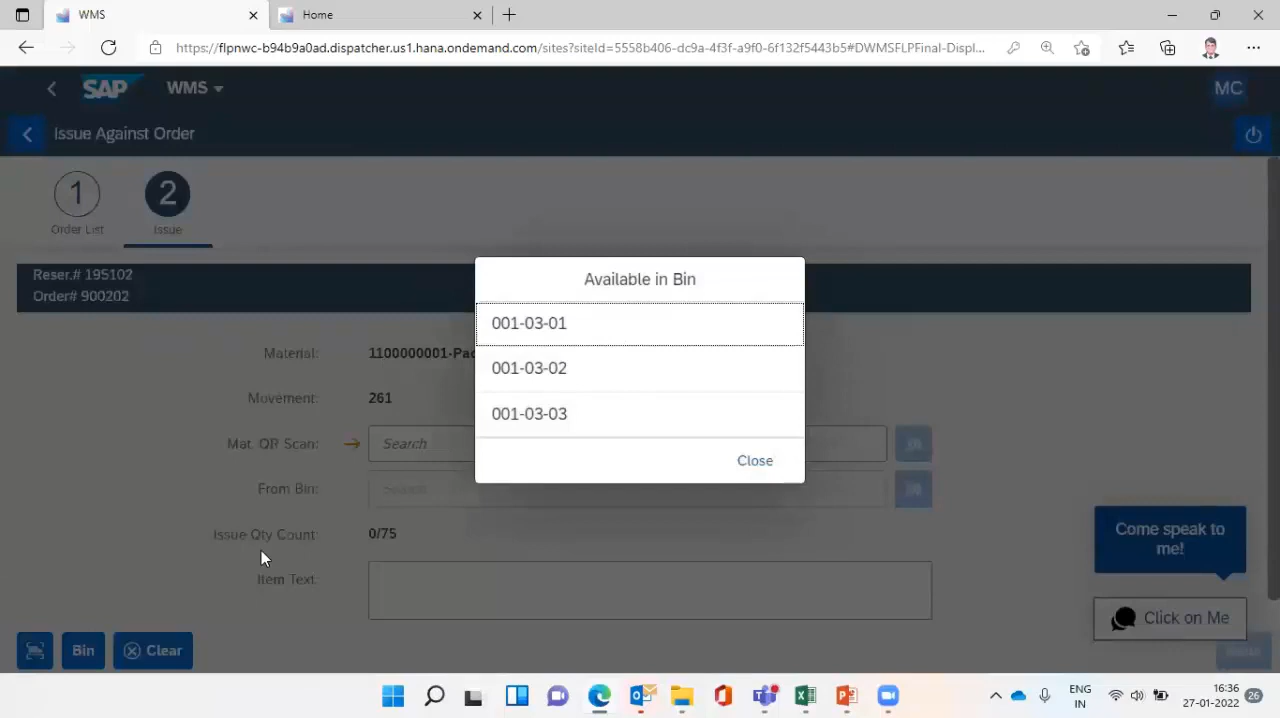 WMS
Home
https://flpnwc-b94b9a0ad.dispatcher.us1.hana.ondemand.com/sites?siteId=5558b406-dc9a-4f3f-a9f0-6f132f5443b5#DWMSFLPFinal-Displ...
SAP WMS MC
Issue Against Order
1 2
Order List Issue
Reser.# 195102
Order# 900202
Available in Bin
001-03-01
001-03-02
001-03-03
Close
Material: 1100000001-Pac
Movement: 261
Mat. QR Scan: Search
From Bin: Search
Issue Qty Count: 0/75
Item Text:
Come speak to
me!
Click on Me
Bin Clear
ENG
IN
16:36
27-01-2022
26